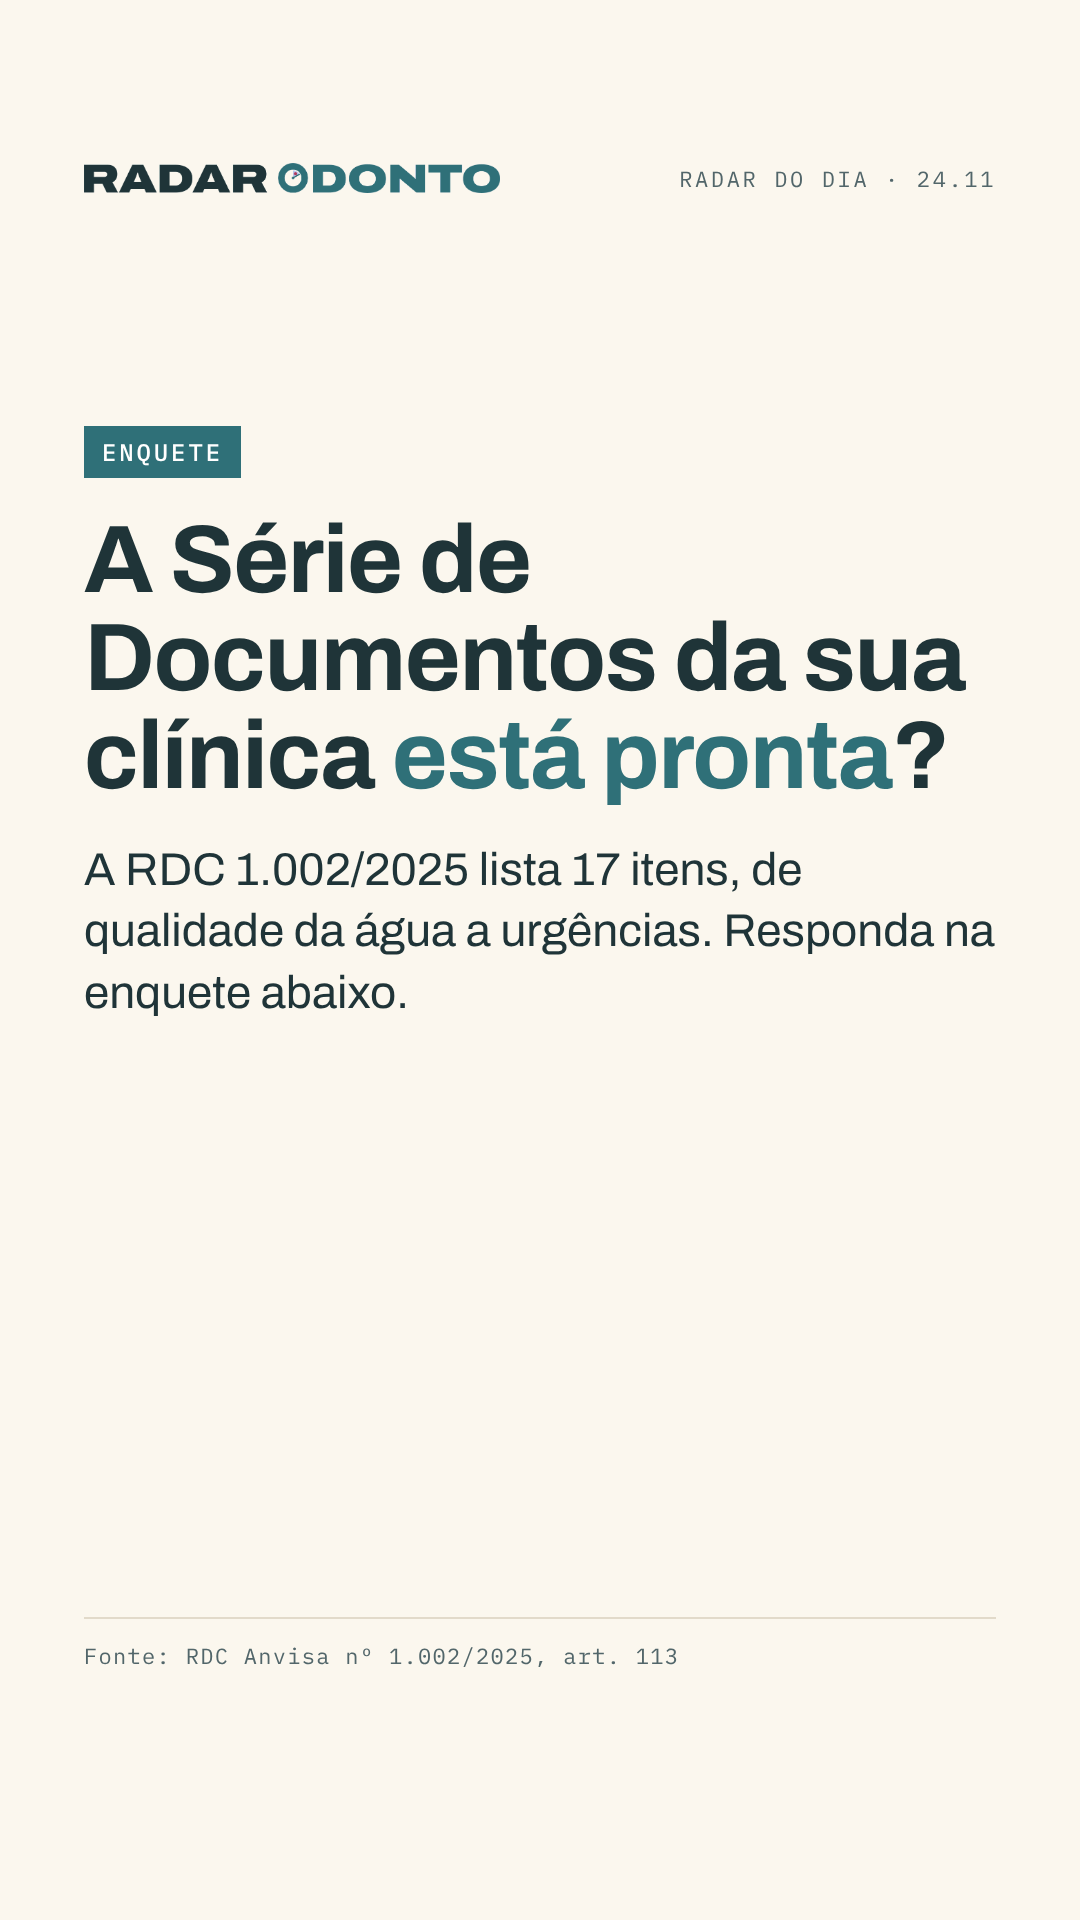 RADAR ODONTO
RADAR DO DIA · 24.11
ENQUETE
A Série de
Documentos da sua
clínica está pronta?
A RDC 1.002/2025 lista 17 itens, de
qualidade da água a urgências. Responda na
enquete abaixo.
Fonte: RDC Anvisa nº 1.002/2025, art. 113